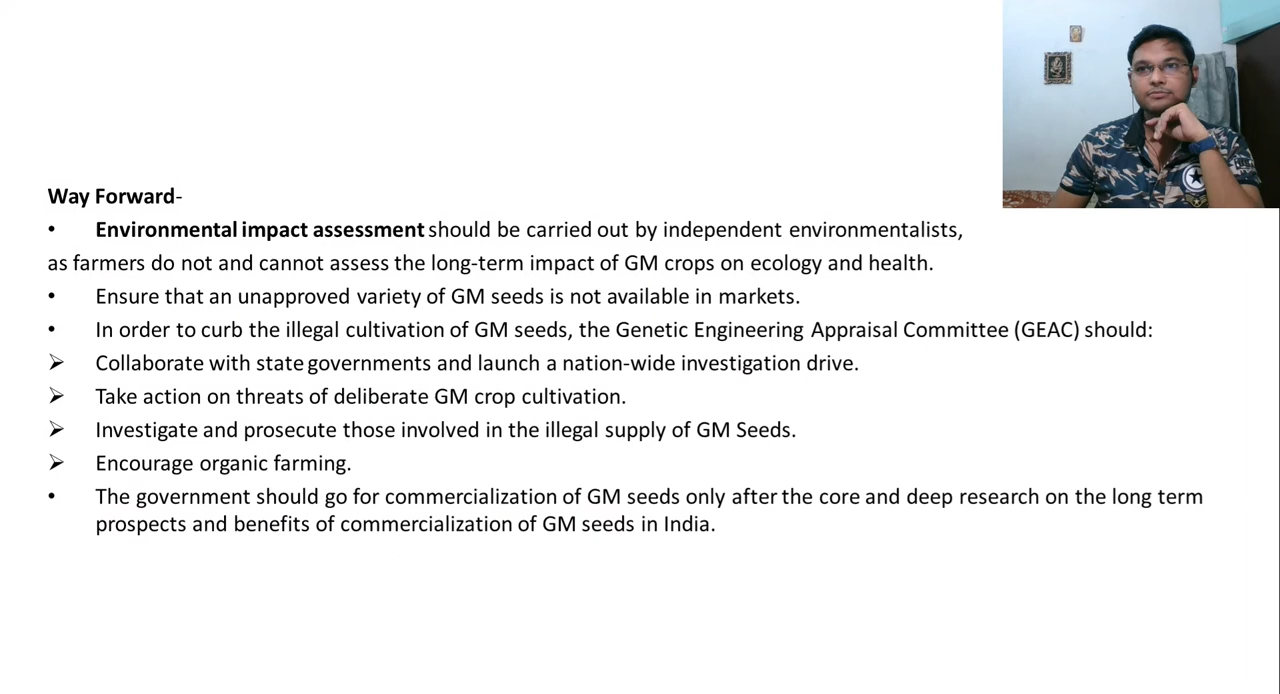 Way Forward-
• Environmental impact assessment should be carried out by independent environmentalists,
as farmers do not and cannot assess the long-term impact of GM crops on ecology and health.
• Ensure that an unapproved variety of GM seeds is not available in markets.
• In order to curb the illegal cultivation of GM seeds, the Genetic Engineering Appraisal Committee (GEAC) should:
➢ Collaborate with state governments and launch a nation-wide investigation drive.
➢ Take action on threats of deliberate GM crop cultivation.
➢ Investigate and prosecute those involved in the illegal supply of GM Seeds.
➢ Encourage organic farming.
• The government should go for commercialization of GM seeds only after the core and deep research on the long term
prospects and benefits of commercialization of GM seeds in India.